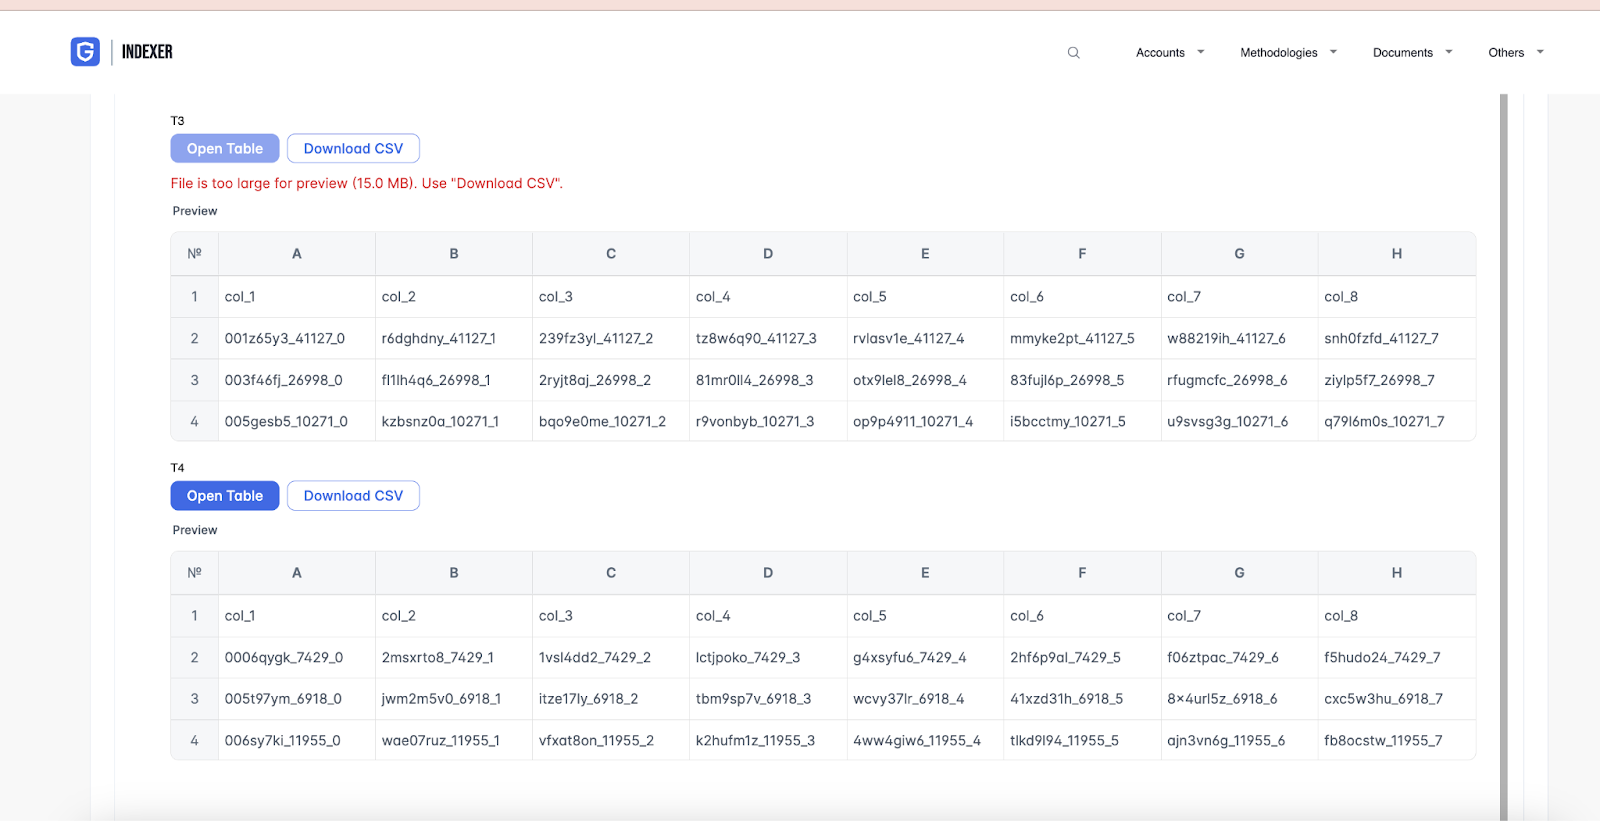 INDEXER Accounts Methodologies Documents Others
T3
Open Table Download CSV
File is too large for preview (15.0 MB). Use "Download CSV".
Preview
№ A B C D E F G H
1 col_1 col_2 col_3 col_4 col_5 col_6 col_7 col_8
2 001z65y3_41127_0 r6dghdny_41127_1 239fz3yl_41127_2 tz8w6q90_41127_3 rvlasv1e_41127_4 mmyke2pt_41127_5 w88219ih_41127_6 snh0fzfd_41127_7
3 003f46fj_26998_0 fl1lh4q6_26998_1 2ryjt8aj_26998_2 81mr0ll4_26998_3 otx9lel8_26998_4 83fujl6p_26998_5 rfugmcfc_26998_6 ziylp5f7_26998_7
4 005gesb5_10271_0 kzbsnz0a_10271_1 bqo9e0me_10271_2 r9vonbyb_10271_3 op9p4911_10271_4 i5bcctmy_10271_5 u9svsg3g_10271_6 q79l6m0s_10271_7
T4
Open Table Download CSV
Preview
№ A B C D E F G H
1 col_1 col_2 col_3 col_4 col_5 col_6 col_7 col_8
2 0006qygk_7429_0 2msxrto8_7429_1 1vsl4dd2_7429_2 lctjpoko_7429_3 g4xsyfu6_7429_4 2hf6p9al_7429_5 f06ztpac_7429_6 f5hudo24_7429_7
3 005t97ym_6918_0 jwm2m5v0_6918_1 itze17ly_6918_2 tbm9sp7v_6918_3 wcvy37lr_6918_4 41xzd31h_6918_5 8×4url5z_6918_6 cxc5w3hu_6918_7
4 006sy7ki_11955_0 wae07ruz_11955_1 vfxat8on_11955_2 k2hufm1z_11955_3 4ww4giw6_11955_4 tlkd9l94_11955_5 ajn3vn6g_11955_6 fb8ocstw_11955_7